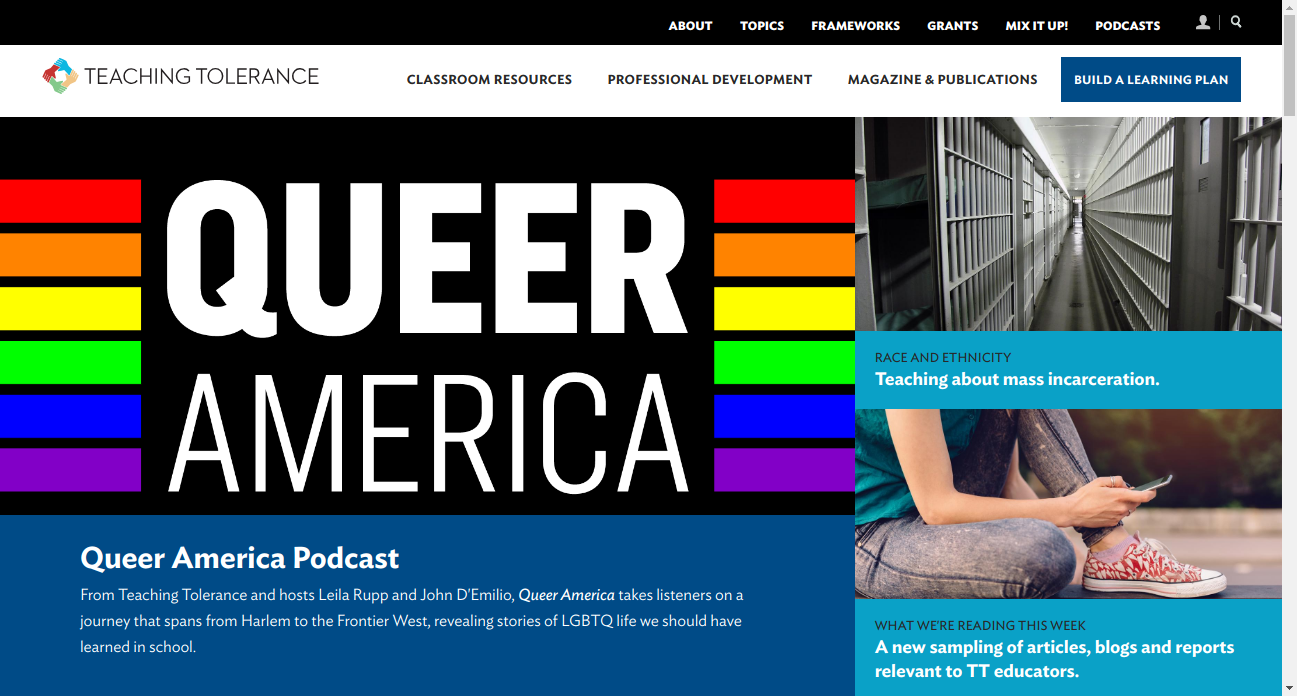 ABOUT TOPICS FRAMEWORKS GRANTS MIX IT UP! PODCASTS
TEACHING TOLERANCE
CLASSROOM RESOURCES PROFESSIONAL DEVELOPMENT MAGAZINE & PUBLICATIONS BUILD A LEARNING PLAN
QUEER
AMERICA
Queer America Podcast
From Teaching Tolerance and hosts Leila Rupp and John D'Emilio, Queer America takes listeners on a
journey that spans from Harlem to the Frontier West, revealing stories of LGBTQ life we should have
learned in school.
RACE AND ETHNICITY
Teaching about mass incarceration.
WHAT WE'RE READING THIS WEEK
A new sampling of articles, blogs and reports
relevant to TT educators.